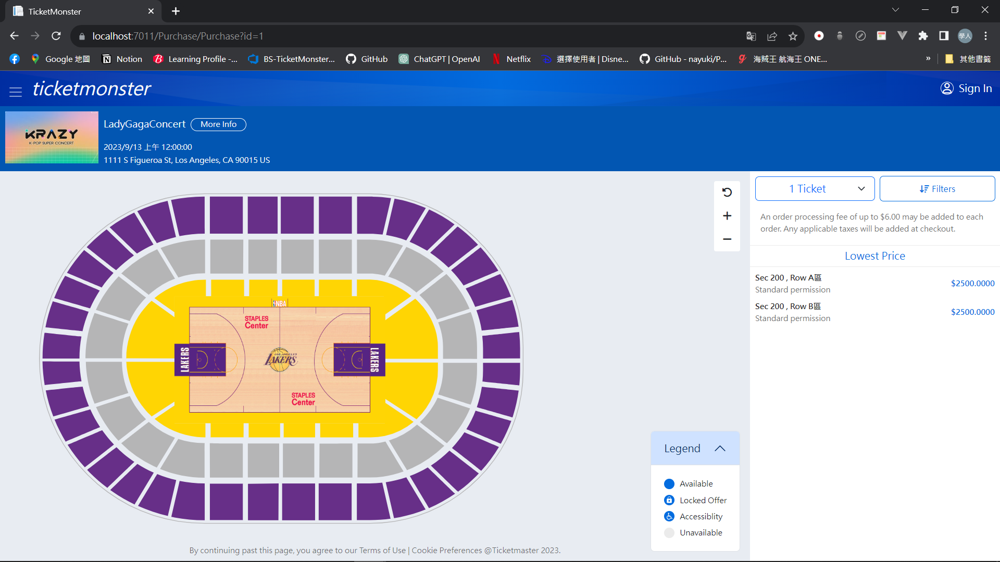 TicketMonster
localhost:7011/Purchase/Purchase?id=1
學人
Google 地圖
Notion
Learning Profile -...
BS-TicketMonster...
GitHub
ChatGPT | OpenAI
Netflix
選擇使用者 | Disne...
GitHub - nayuki/P...
海賊王 航海王 ONE...
»
其他書籤
ticketmonster
Sign In
KRAZY
K-POP SUPER CONCERT
LadyGagaConcert
More Info
2023/9/13 上午 12:00:00
1111 S Figueroa St, Los Angeles, CA 90015 US
1 Ticket
Filters
An order processing fee of up to $6.00 may be added to each
order. Any applicable taxes will be added at checkout.
Lowest Price
Sec 200 , Row A區
Standard permission
$2500.0000
Sec 200 , Row B區
Standard permission
$2500.0000
NBA
STAPLES
Center
LAKERS
LOS ANGELES
LAKERS
LAKERS
STAPLES
Center
Legend
Available
Locked Offer
Accessiblity
Unavailable
By continuing past this page, you agree to our Terms of Use | Cookie Preferences @Ticketmaster 2023.